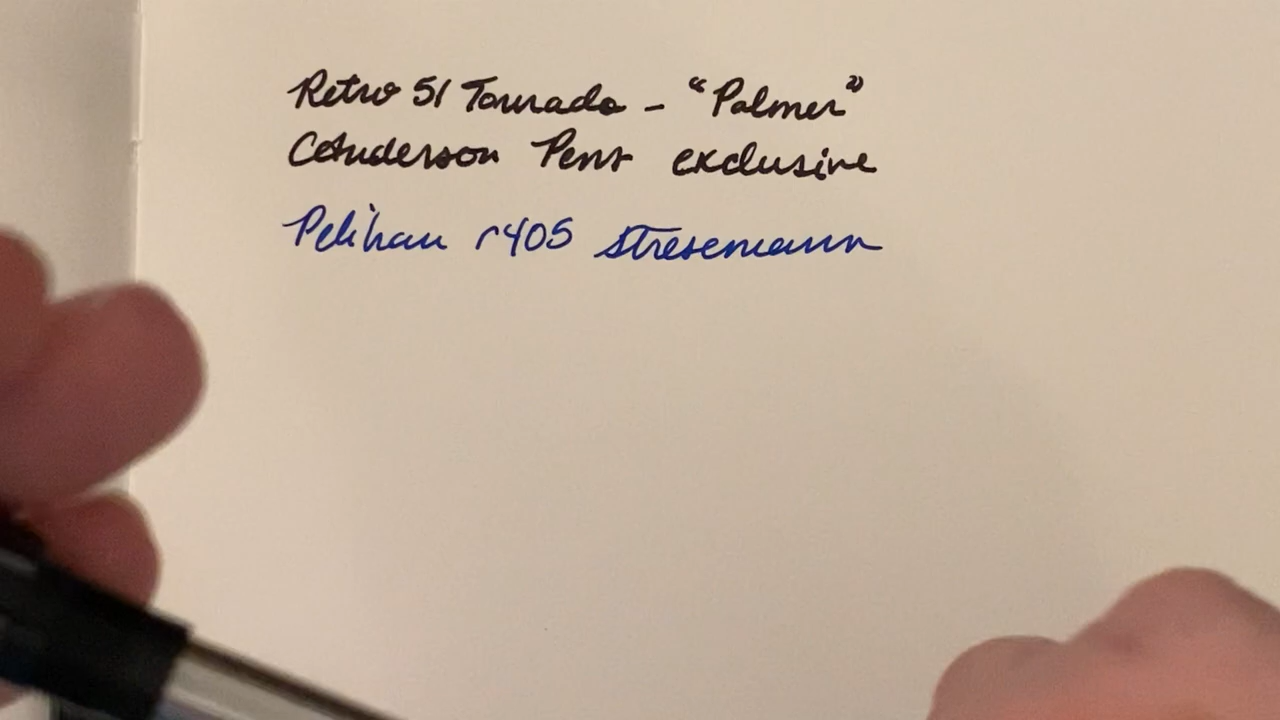 Retro 51 Tornado - "Palmer"
Anderson Pens exclusive
Pelikan r405 Stresemann